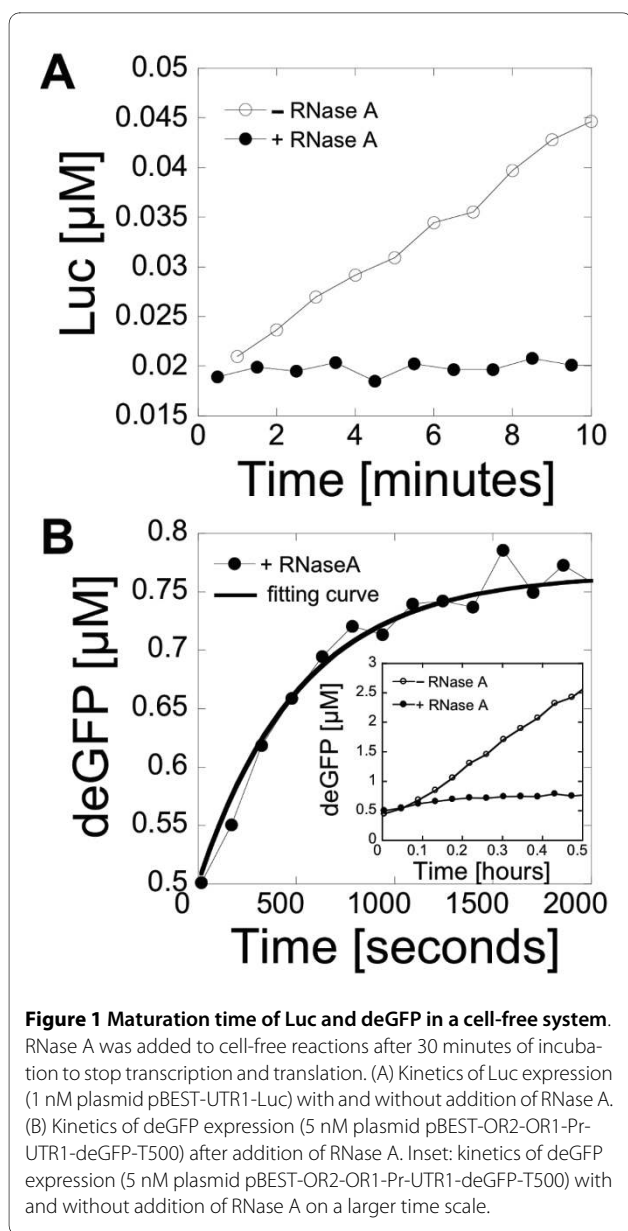 A
0.05
0.045
0.04
0.035
0.03
0.025
0.02
0.015
Luc [µM]
– RNase A
+ RNase A
0 2 4 6 8 10
Time [minutes]
B
0.8
0.75
0.7
0.65
0.6
0.55
0.5
deGFP [µM]
+ RNaseA
fitting curve
3
2.5
2
1.5
1
0.5
0
deGFP [µM]
– RNase A
+ RNase A
0 0.1 0.2 0.3 0.4 0.5
Time [hours]
0 500 1000 1500 2000
Time [seconds]
Figure 1 Maturation time of Luc and deGFP in a cell-free system.
RNase A was added to cell-free reactions after 30 minutes of incuba-
tion to stop transcription and translation. (A) Kinetics of Luc expression
(1 nM plasmid pBEST-UTR1-Luc) with and without addition of RNase A.
(B) Kinetics of deGFP expression (5 nM plasmid pBEST-OR2-OR1-Pr-
UTR1-deGFP-T500) after addition of RNase A. Inset: kinetics of deGFP
expression (5 nM plasmid pBEST-OR2-OR1-Pr-UTR1-deGFP-T500) with
and without addition of RNase A on a larger time scale.